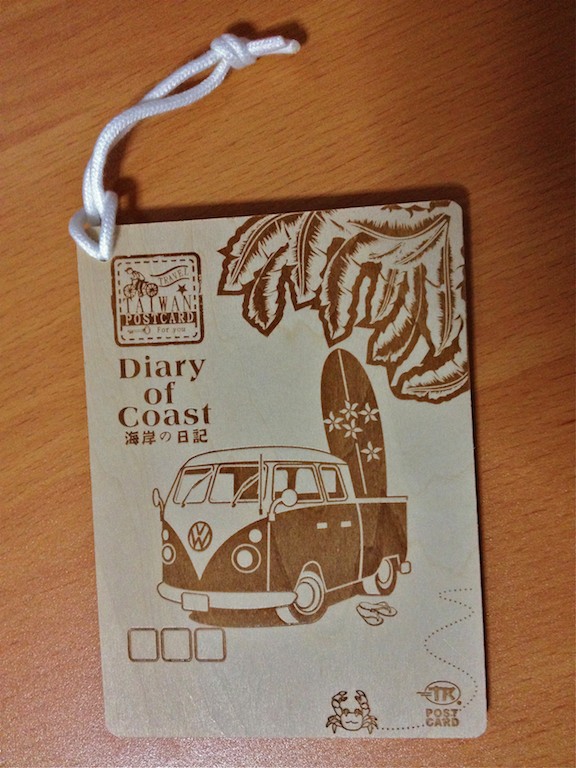 TRAVEL
TAIWAN
POSTCARD
For you
Diary
of
Coast
海岸の日記
VW
TK
POST
CARD